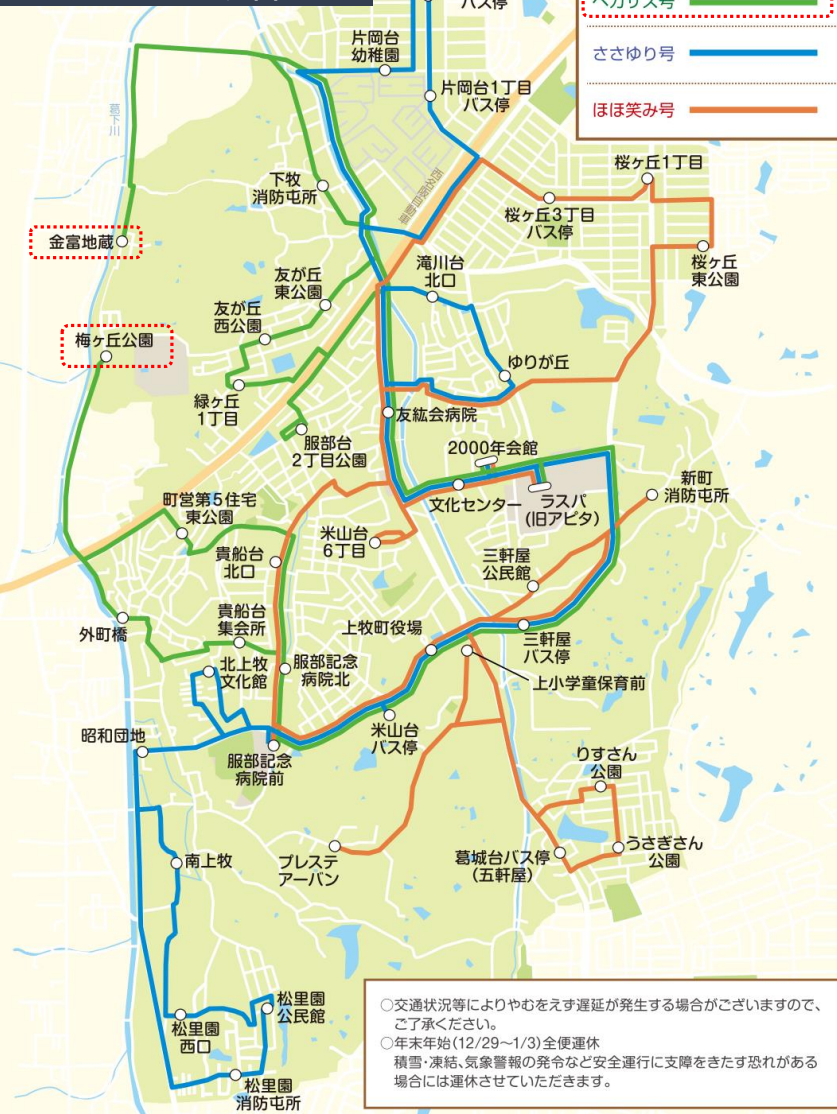 バス停
ペガサス号
ささゆり号
ほほ笑み号
片岡台
幼稚園
片岡台1丁目
バス停
葛下川
西名阪自動車
桜ヶ丘1丁目
下牧
消防屯所
桜ヶ丘3丁目
バス停
金富地蔵
桜ヶ丘
東公園
滝川台
北口
友が丘
東公園
友が丘
西公園
梅ヶ丘公園
ゆりが丘
緑ヶ丘
1丁目
友紘会病院
服部台
2丁目公園
2000年会館
新町
消防屯所
町営第5住宅
東公園
文化センター
ラスパ
(旧アピタ)
米山台
6丁目
貴船台
北口
三軒屋
公民館
貴船台
集会所
外町橋
上牧町役場
三軒屋
バス停
北上牧
文化館
服部記念
病院北
上小学童保育前
米山台
バス停
昭和団地
服部記念
病院前
りすさん
公園
プレステ
アーバン
葛城台バス停
(五軒屋)
うさぎさん
公園
南上牧
松里園
公民館
松里園
西口
松里園
消防屯所
○交通状況等によりやむをえず遅延が発生する場合がございますので、
ご了承ください。
○年末年始(12/29～1/3)全便運休
積雪・凍結、気象警報の発令など安全運行に支障をきたす恐れがある
場合には運休させていただきます。